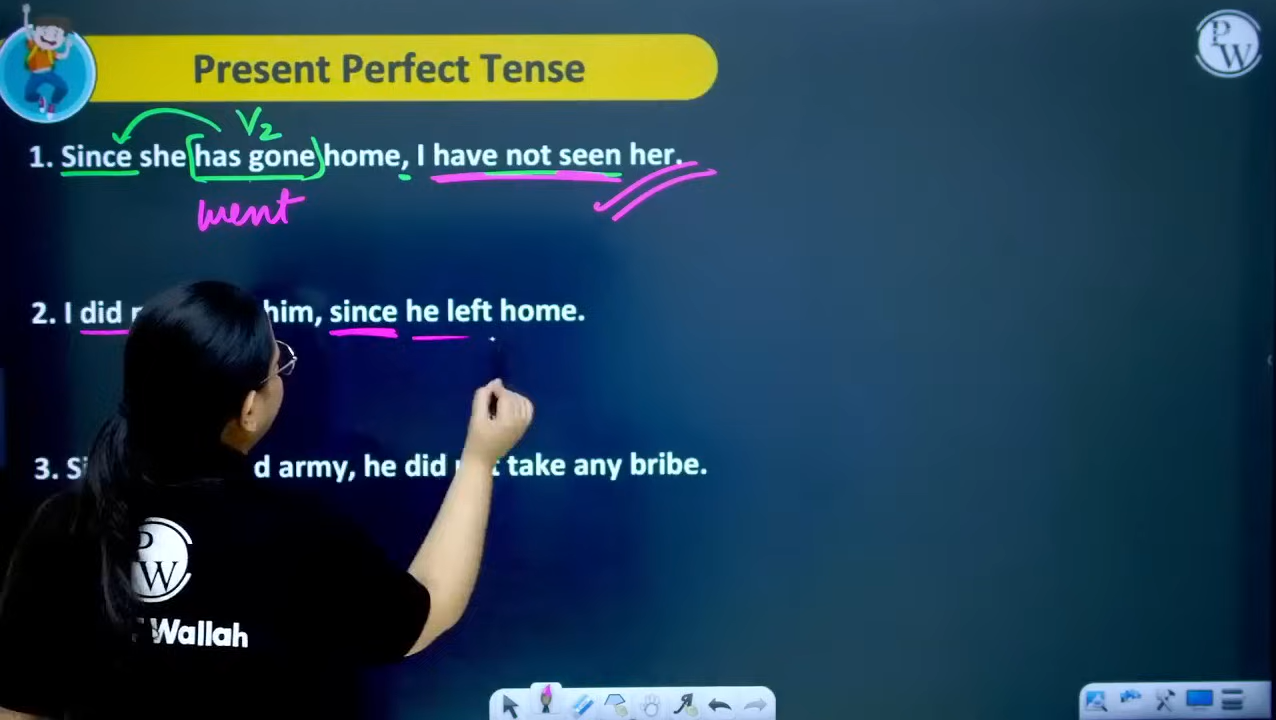 Present Perfect Tense
PW
V2
1. Since she has gone home, I have not seen her.
went
2. I did him, since he left home.
3. army, he did take any bribe.
PW
Wallah